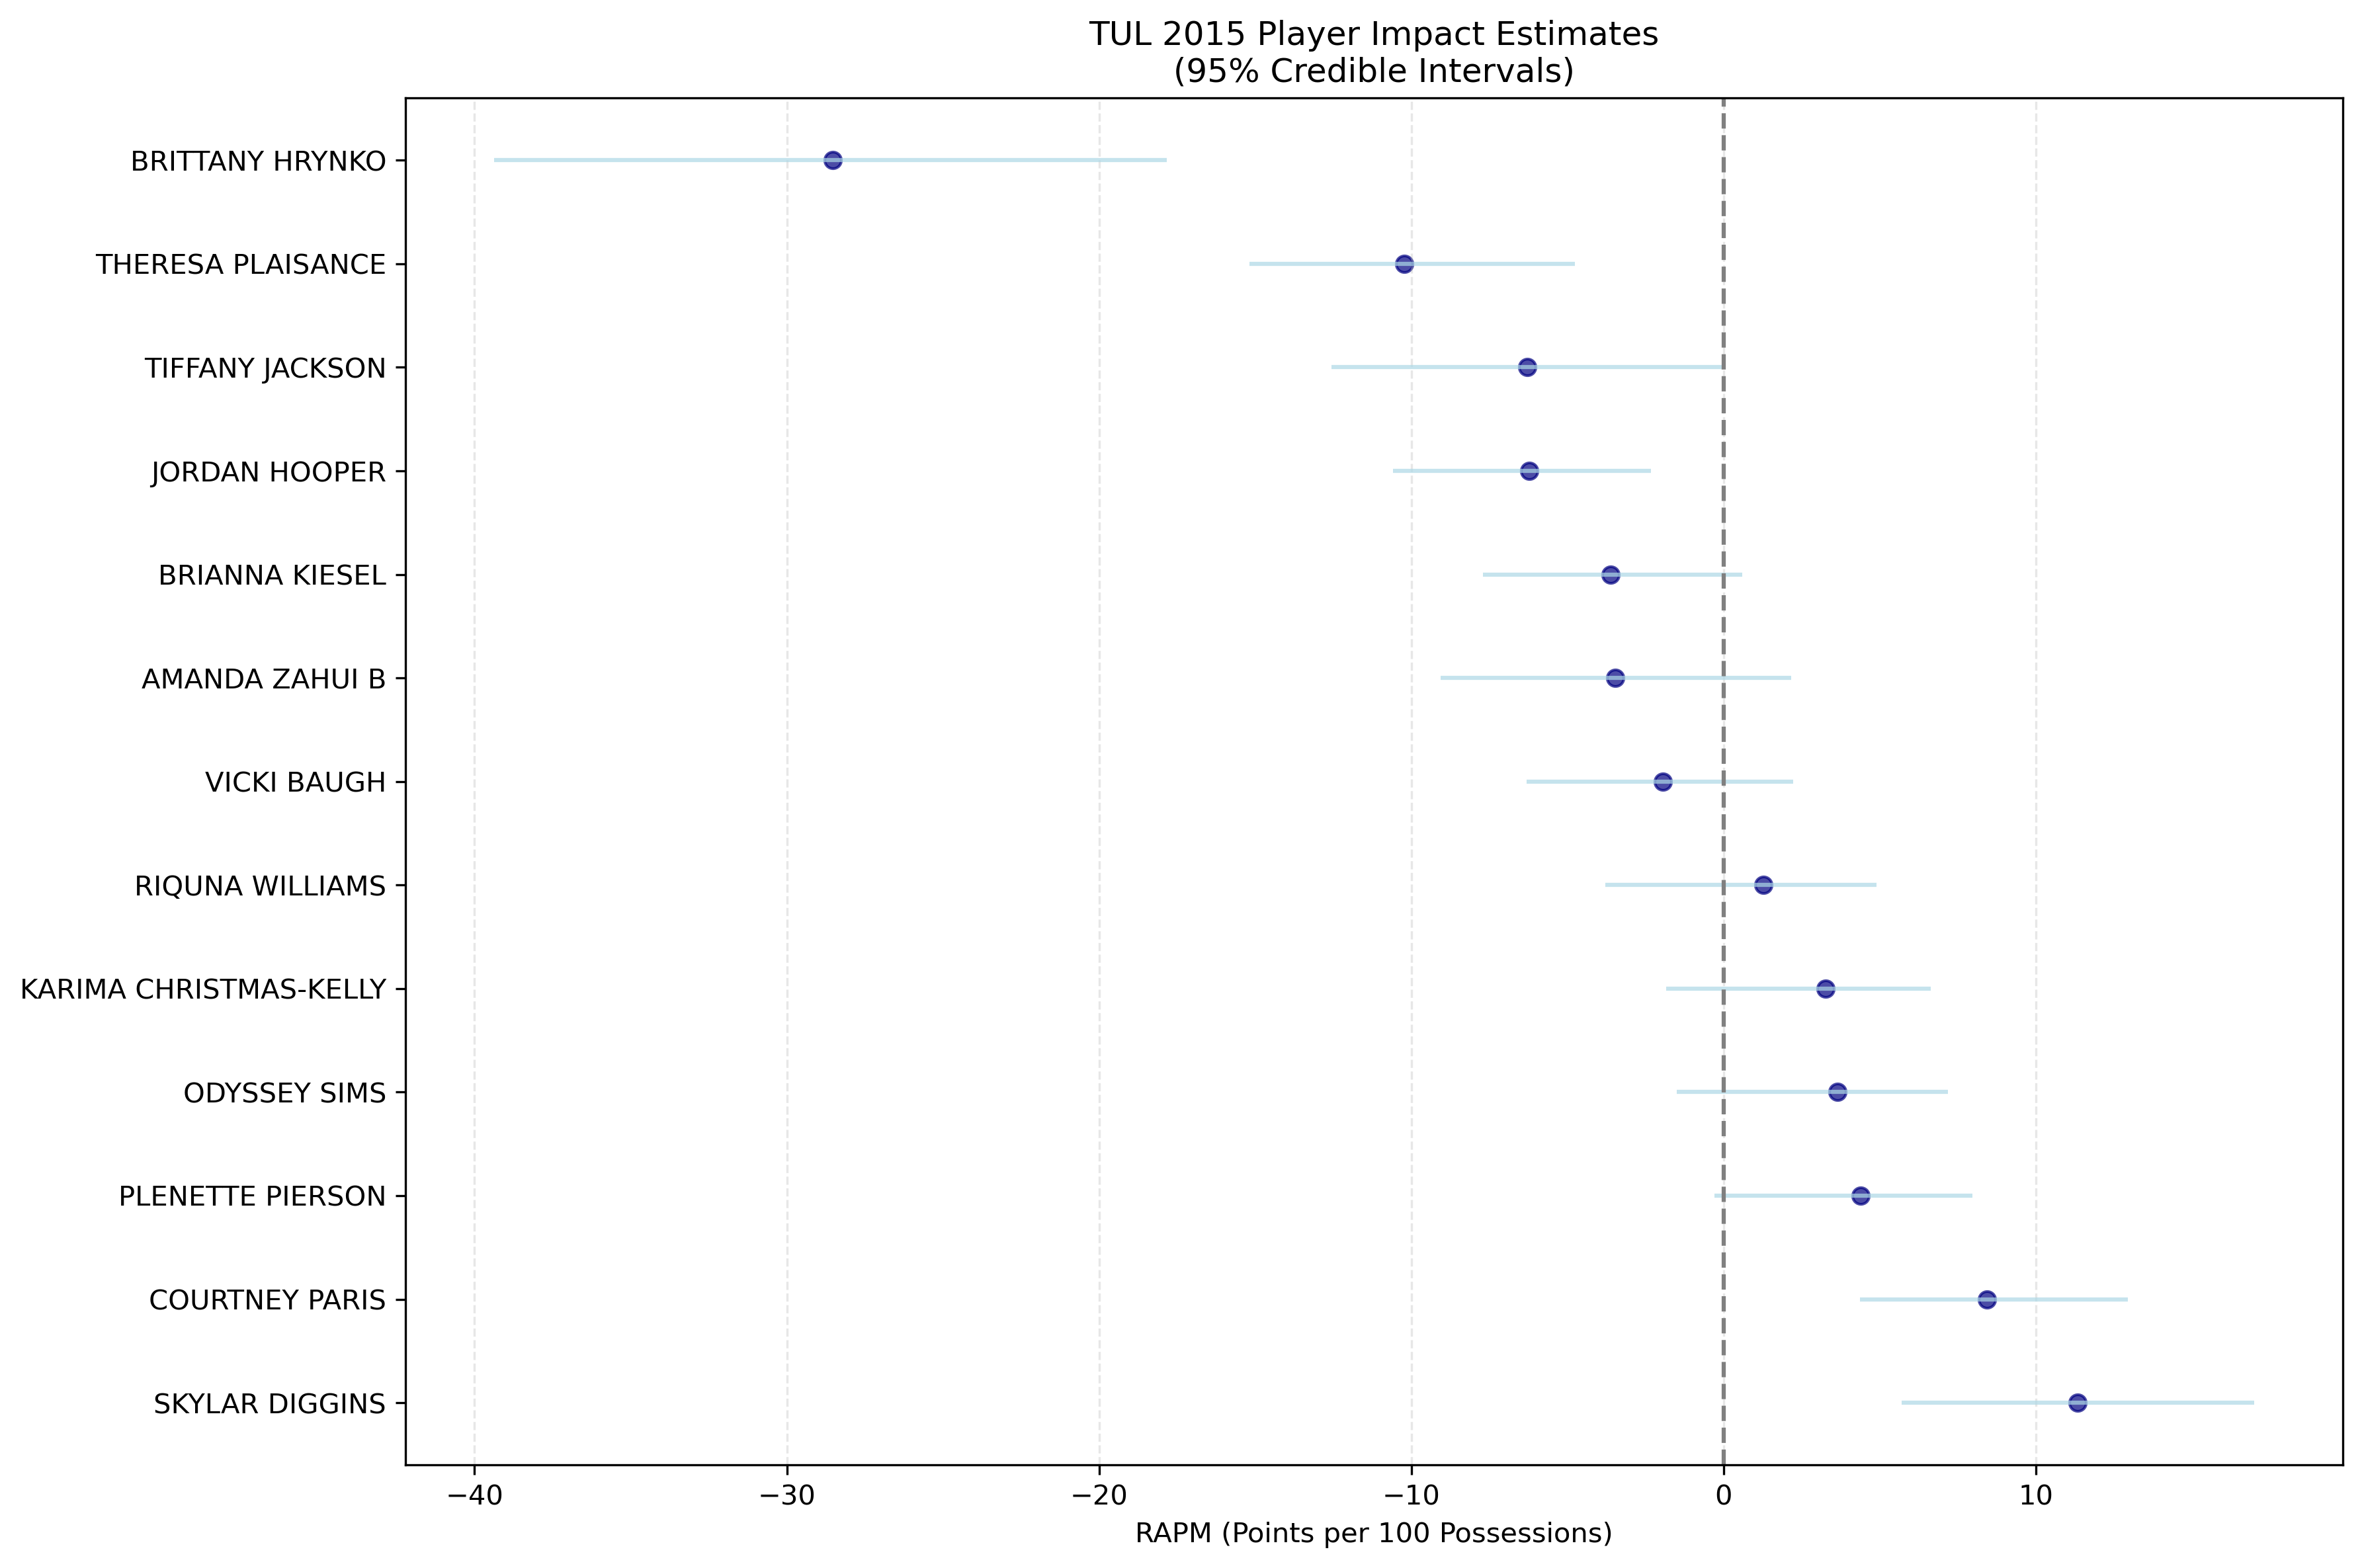 TUL 2015 Player Impact Estimates
(95% Credible Intervals)
BRITTANY HRYNKO
THERESA PLAISANCE
TIFFANY JACKSON
JORDAN HOOPER
BRIANNA KIESEL
AMANDA ZAHUI B
VICKI BAUGH
RIQUNA WILLIAMS
KARIMA CHRISTMAS-KELLY
ODYSSEY SIMS
PLENETTE PIERSON
COURTNEY PARIS
SKYLAR DIGGINS
−40 −30 −20 −10 0 10
RAPM (Points per 100 Possessions)